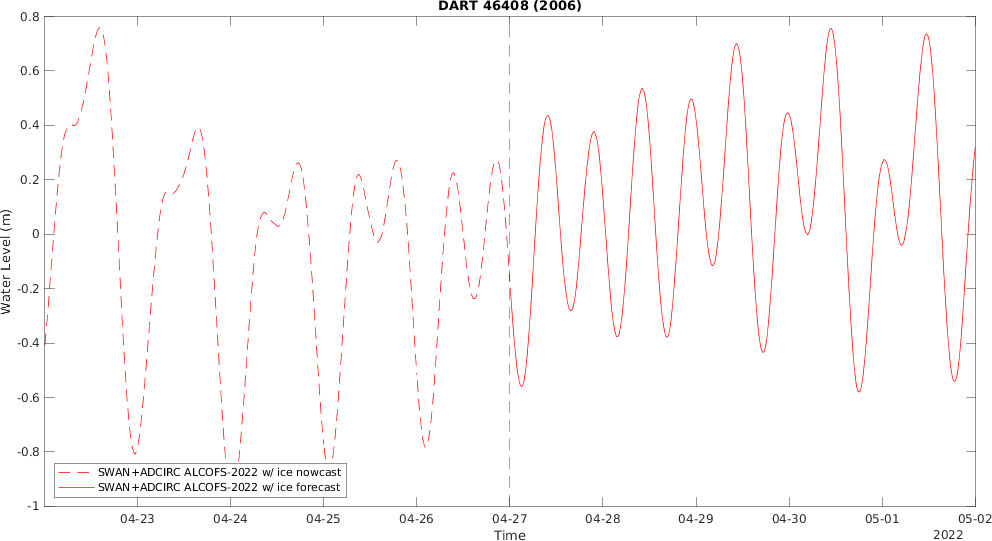 DART 46408 (2006)
0.8
0.6
0.4
0.2
0
-0.2
-0.4
-0.6
-0.8
-1
Water Level (m)
SWAN+ADCIRC ALCOFS-2022 w/ ice nowcast
SWAN+ADCIRC ALCOFS-2022 w/ ice forecast
04-23 04-24 04-25 04-26 04-27 04-28 04-29 04-30 05-01 05-02
Time
2022